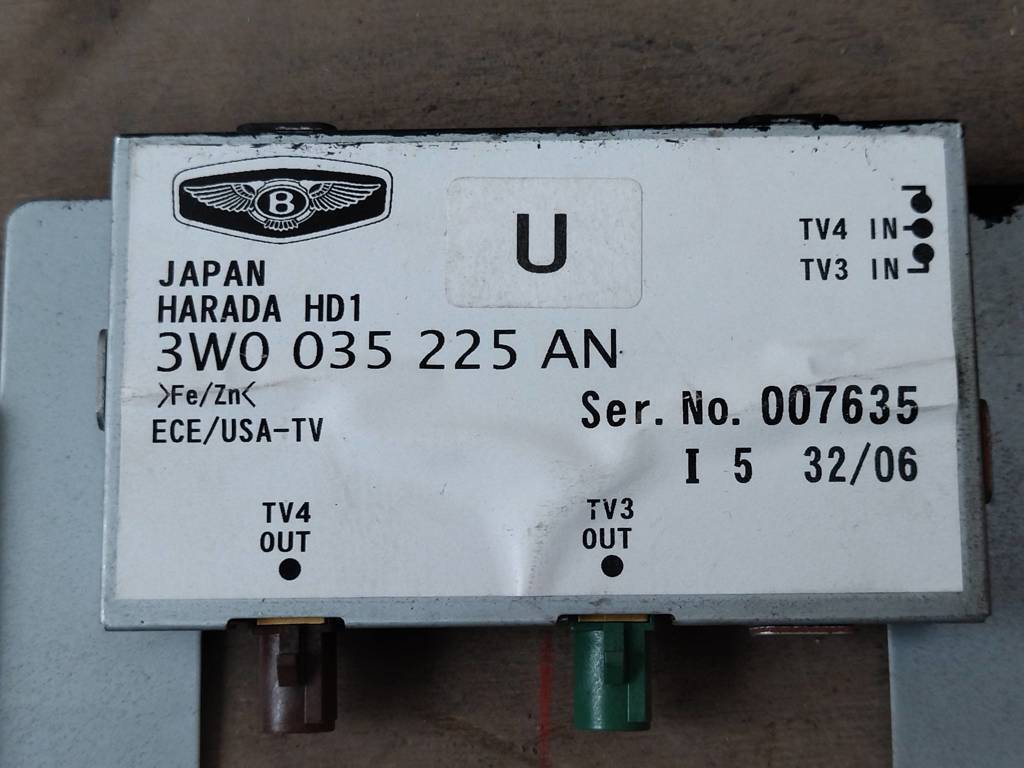 B
U
TV4 IN
TV3 IN
JAPAN
HARADA HD1
3W0 035 225 AN
>Fe/Zn<
ECE/USA-TV
Ser. No. 007635
I 5 32/06
TV4
OUT
TV3
OUT